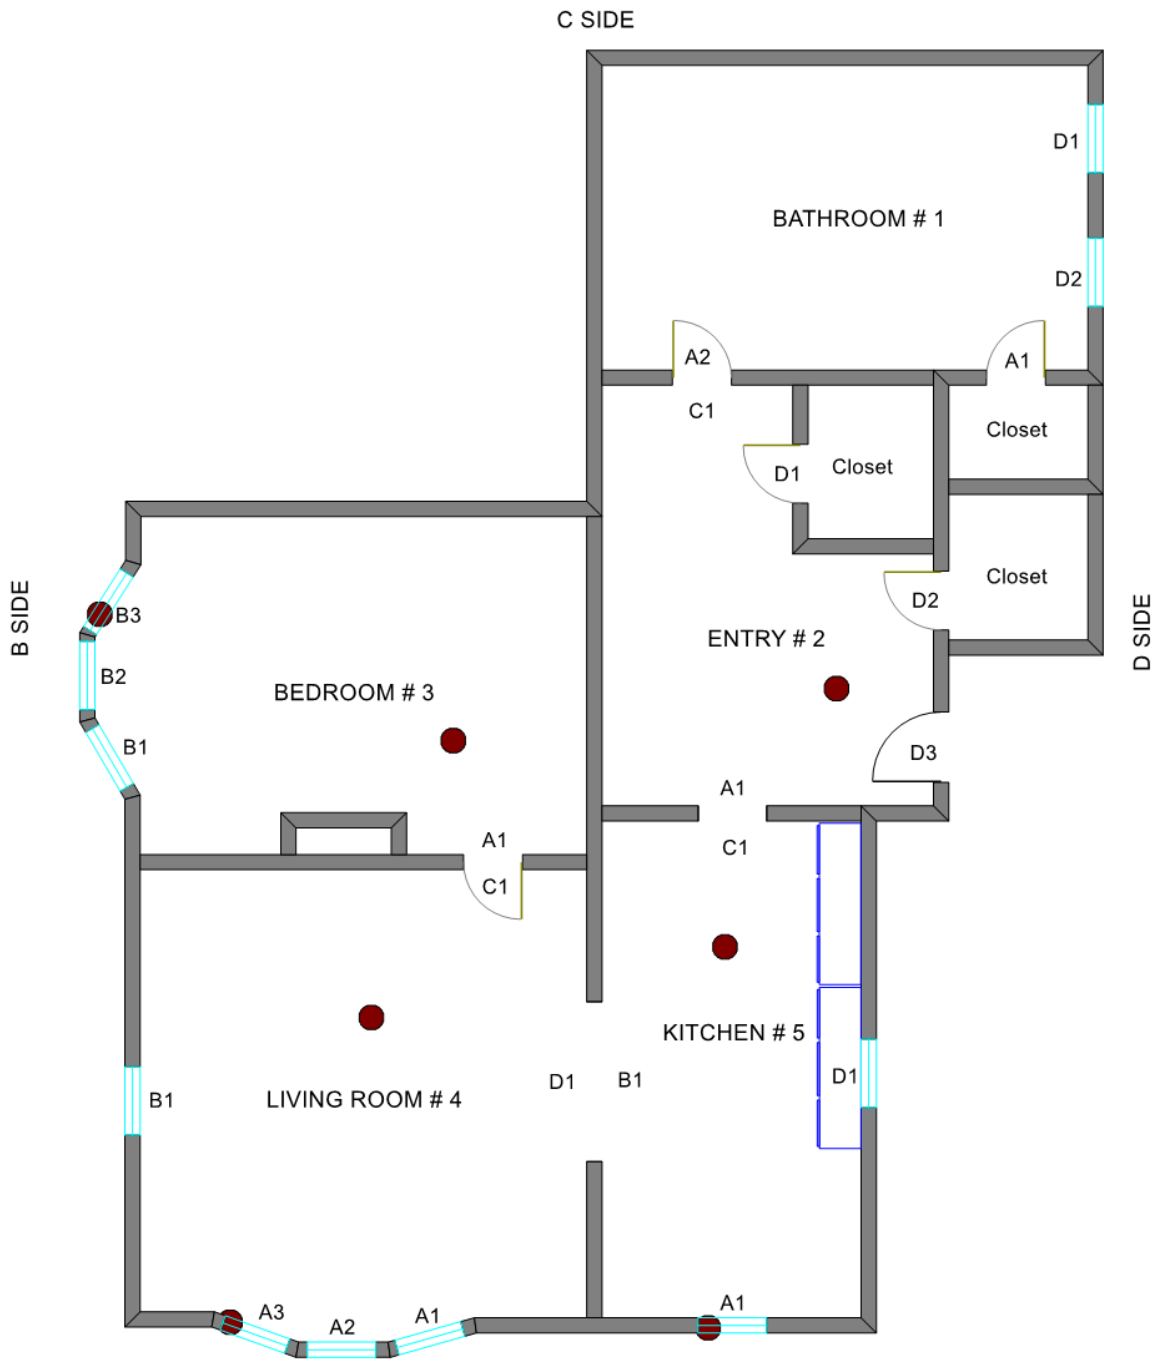 C SIDE
D1
BATHROOM # 1
D2
A2
A1
C1
Closet
D1
Closet
Closet
D2
B SIDE
B3
D SIDE
ENTRY # 2
B2
BEDROOM # 3
B1
D3
A1
A1
C1
C1
KITCHEN # 5
D1
D1
B1
B1
LIVING ROOM # 4
A1
A3
A1
A2